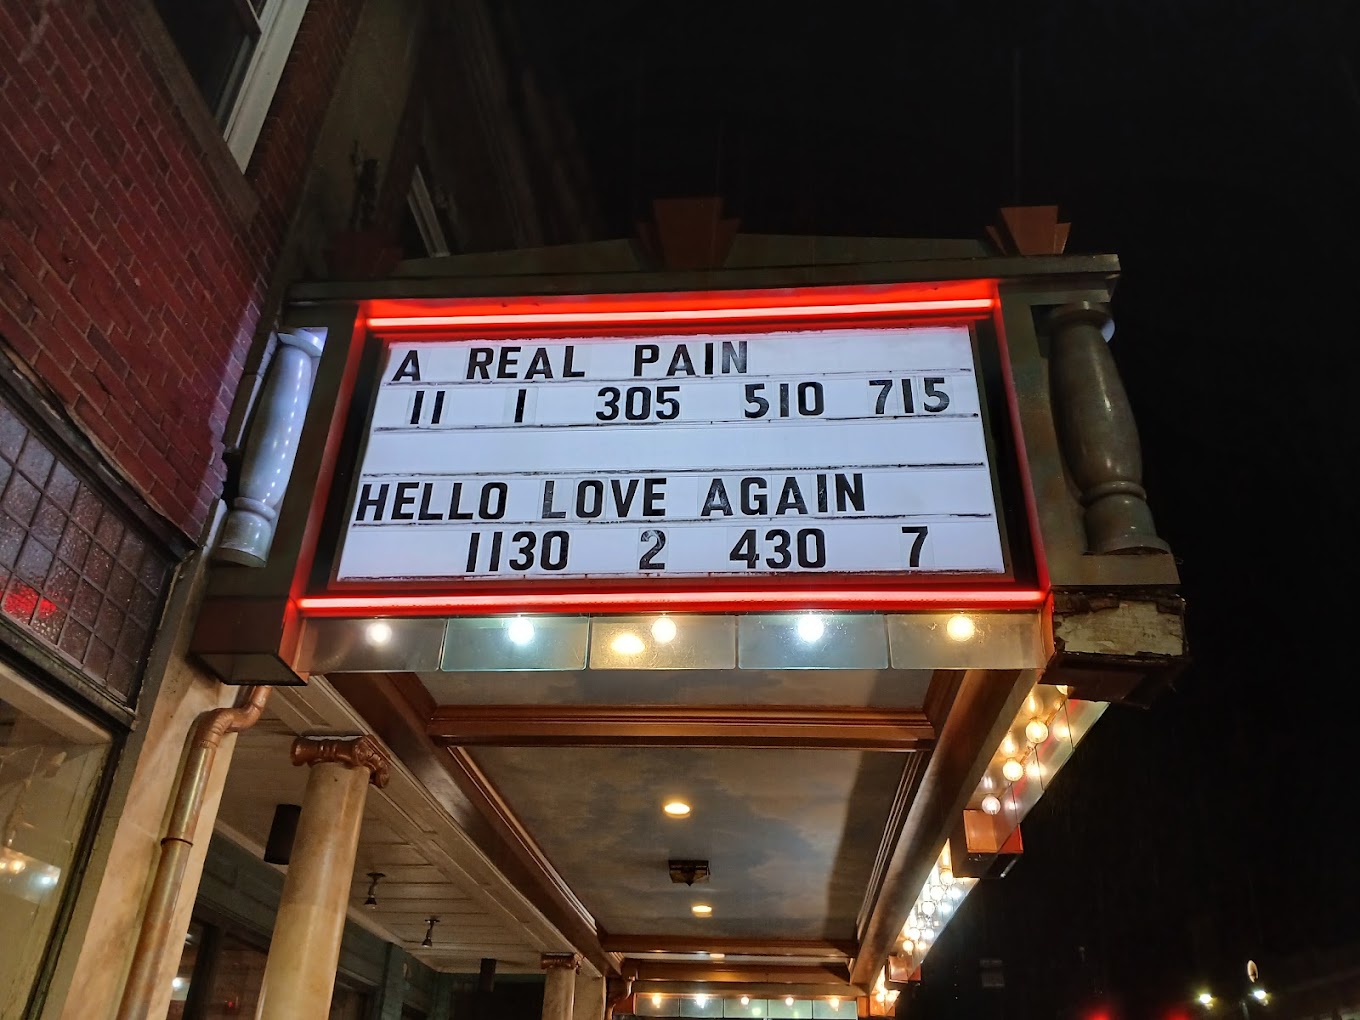 A REAL PAIN
11 1 305 510 715
HELLO LOVE AGAIN
1130 2 430 7